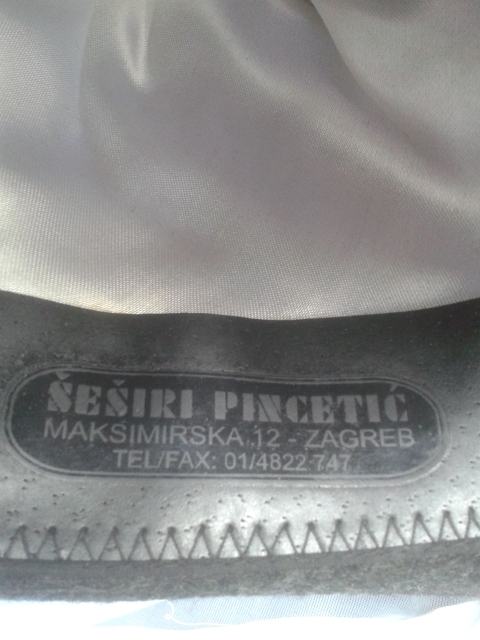 ŠEŠIRI PINCETIĆ
MAKSIMIRSKA 12 - ZAGREB
TEL/FAX: 01/4822 747